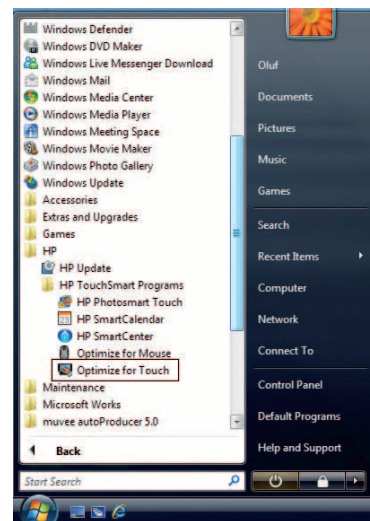 Windows Defender
Windows DVD Maker
Windows Live Messenger Download
Windows Mail
Windows Media Center
Windows Media Player
Windows Meeting Space
Windows Movie Maker
Windows Photo Gallery
Windows Update
Accessories
Extras and Upgrades
Games
HP
HP Update
HP TouchSmart Programs
HP Photosmart Touch
HP SmartCalendar
HP SmartCenter
Optimize for Mouse
Optimize for Touch
Maintenance
Microsoft Works
muvee autoProducer 5.0
Back
Start Search
Oluf
Documents
Pictures
Music
Games
Search
Recent Items
Computer
Network
Connect To
Control Panel
Default Programs
Help and Support